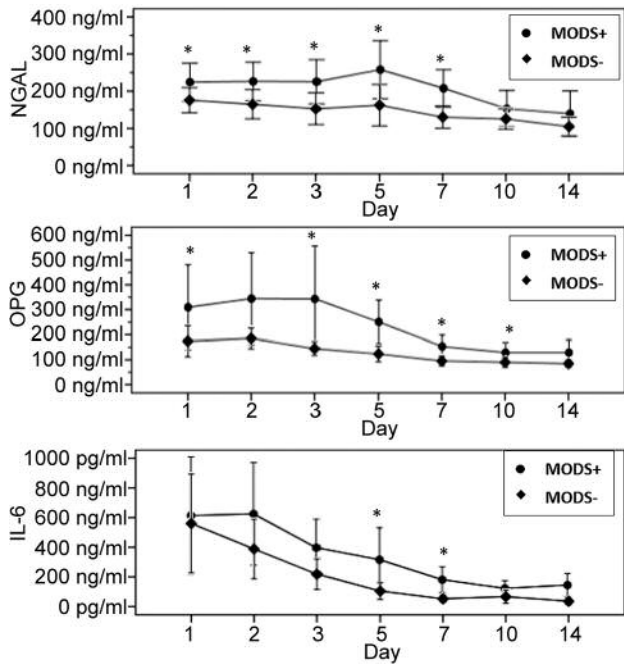 400 ng/ml
300 ng/ml
200 ng/ml
100 ng/ml
0 ng/ml
NGAL
* * * * *
MODS+
MODS-
1 2 3 5 7 10 14
Day
600 ng/ml
500 ng/ml
400 ng/ml
300 ng/ml
200 ng/ml
100 ng/ml
0 ng/ml
OPG
* * * * *
MODS+
MODS-
1 2 3 5 7 10 14
Day
1000 pg/ml
800 ng/ml
600 ng/ml
400 ng/ml
200 ng/ml
0 pg/ml
IL-6
* *
MODS+
MODS-
1 2 3 5 7 10 14
Day